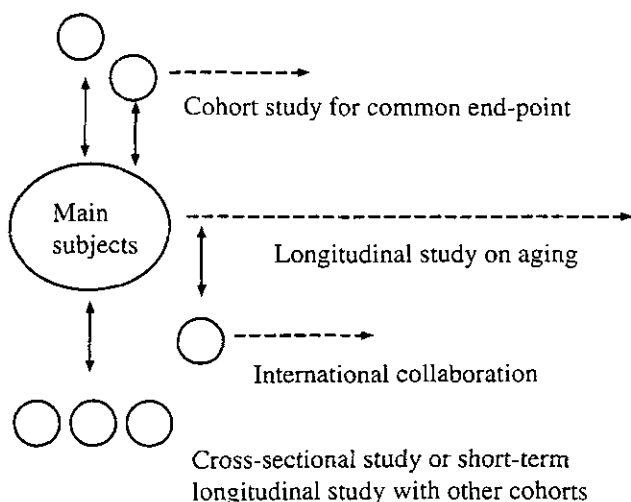 Cohort study for common end-point
Main
subjects
Longitudinal study on aging
International collaboration
Cross-sectional study or short-term
longitudinal study with other cohorts